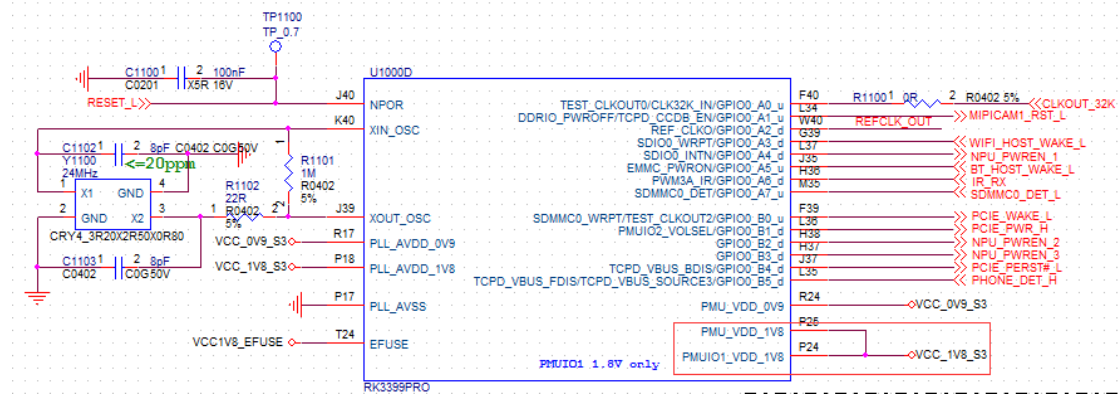 TP1100
TP_0.7
U1000D
C1100 1 2 100nF
C0201 X5R 16V
RESET_L
J40 NPOR
K40 XIN_OSC
C1102 1 2 8pF C0402 C0G50V
<=20ppm
Y1100
24MHz
1 X1 GND 4
2 GND X2 3
CRY4_3R20X2R50X0R80
1
R1101
1M
R0402
5%
2
R1102
22R
1 R0402 2
5%
J39 XOUT_OSC
C1103 1 2 8pF
C0402 C0G50V
VCC_0V9_S3 R17 PLL_AVDD_0V9
VCC_1V8_S3 P18 PLL_AVDD_1V8
P17 PLL_AVSS
VCC1V8_EFUSE T24 EFUSE
TEST_CLKOUT0/CLK32K_IN/GPIO0_A0_u F40 R1100 1 0R 2 R0402 5% CLKOUT_32K
DDRIO_PWROFF/TCPD_CCDB_EN/GPIO0_A1_u L34 MIPICAM1_RST_L
REF_CLKO/GPIO0_A2_d W40 REFCLK_OUT
SDIO0_WRPT/GPIO0_A3_d G39 WIFI_HOST_WAKE_L
SDIO0_INTN/GPIO0_A4_d L37 NPU_PWREN_1
EMMC_PWRON/GPIO0_A5_u J35 BT_HOST_WAKE_L
PWM3A_IR/GPIO0_A6_d H36 IR_RX
SDMMC0_DET/GPIO0_A7_u M35 SDMMC0_DET_L
SDMMC0_WRPT/TEST_CLKOUT2/GPIO0_B0_u F39 PCIE_WAKE_L
PMUIO2_VOLSEL/GPIO0_B1_d L36 PCIE_PWR_H
GPIO0_B2_d H38 NPU_PWREN_2
GPIO0_B3_d H37 NPU_PWREN_3
TCPD_VBUS_BDIS/GPIO0_B4_d J37 PCIE_PERST#_L
TCPD_VBUS_FDIS/TCPD_VBUS_SOURCE3/GPIO0_B5_d L35 PHONE_DET_H
PMU_VDD_0V9 R24 VCC_0V9_S3
PMU_VDD_1V8 P25
PMUIO1_VDD_1V8 P24 VCC_1V8_S3
PMUIO1 1.8V only
RK3399PRO